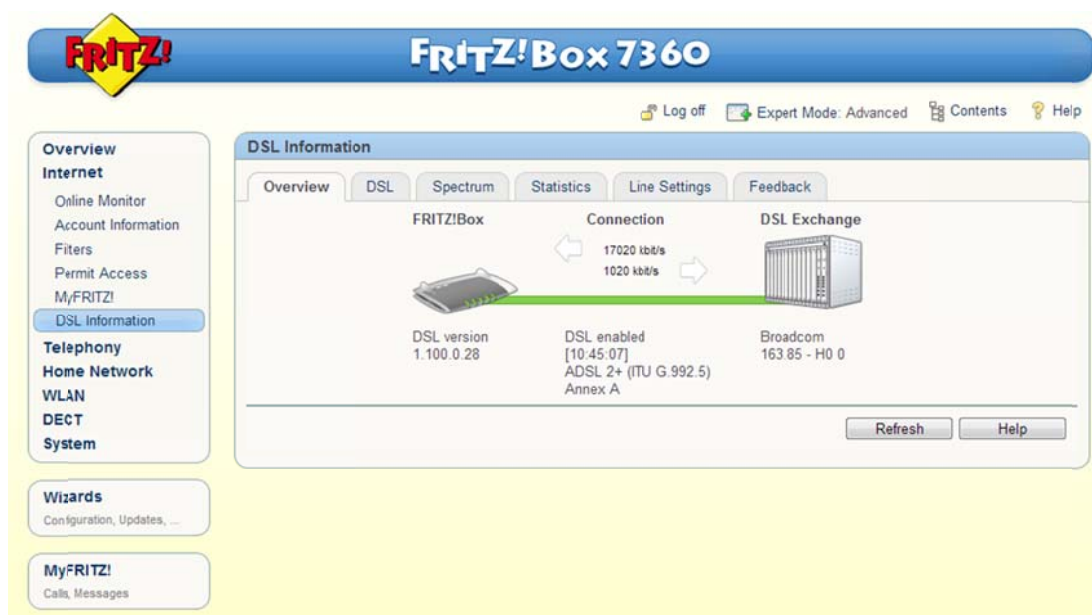 FRITZ!
FRITZ!Box 7360
Log off Expert Mode: Advanced Contents Help
Overview
Internet
Online Monitor
Account Information
Filters
Permit Access
MyFRITZ!
DSL Information
Telephony
Home Network
WLAN
DECT
System
Wizards
Configuration, Updates, ...
MyFRITZ!
Calls, Messages
DSL Information
Overview DSL Spectrum Statistics Line Settings Feedback
FRITZ!Box Connection DSL Exchange
17020 kbit/s
1020 kbit/s
DSL version DSL enabled Broadcom
1.100.0.28 [10:45:07] 163.85 - H0 0
ADSL 2+ (ITU G.992.5)
Annex A
Refresh Help